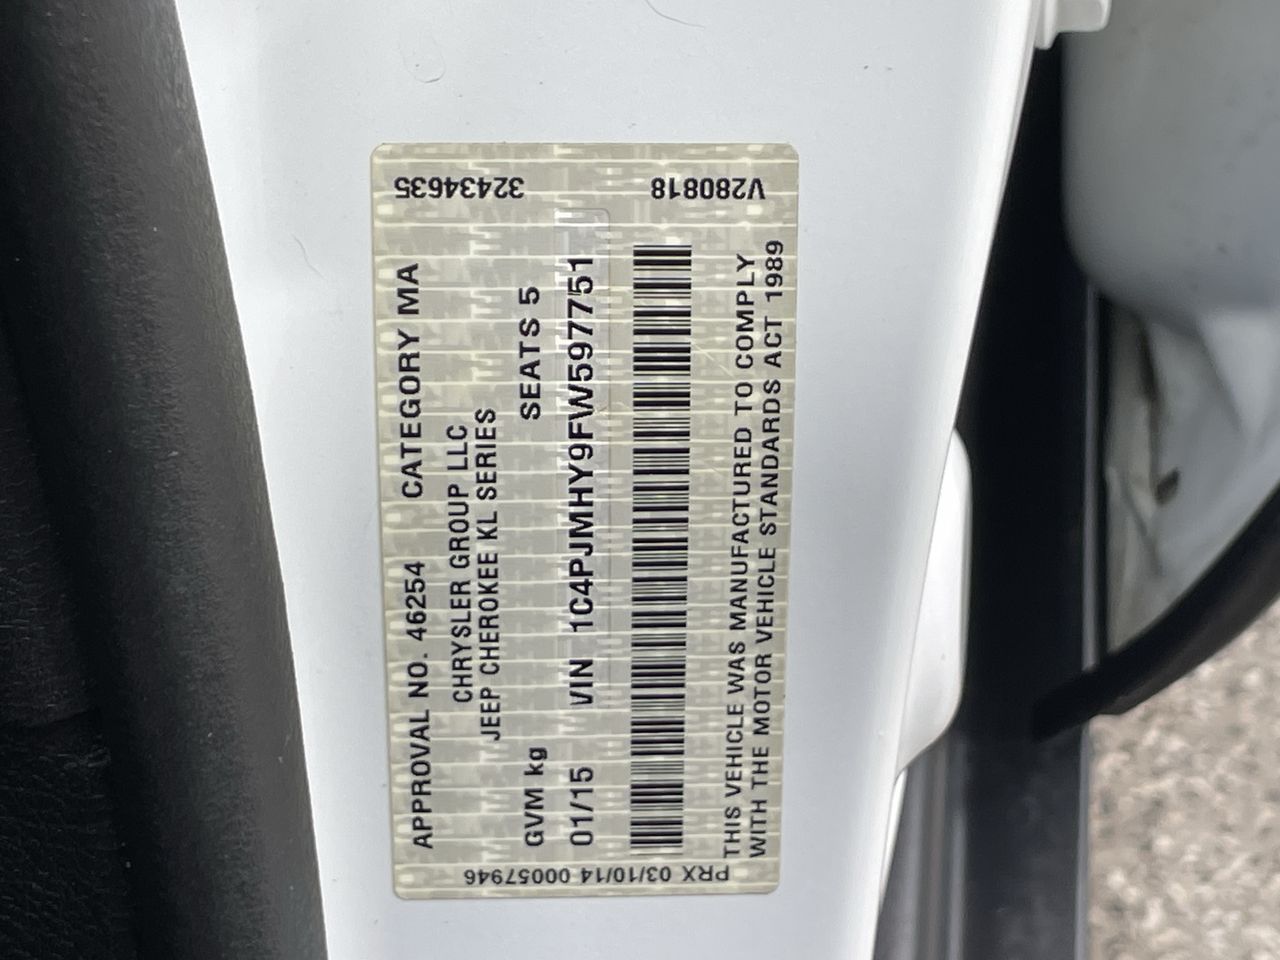 32434635
V280818
APPROVAL NO. 46254 CATEGORY MA
CHRYSLER GROUP LLC
JEEP CHEROKEE KL SERIES
GVM kg SEATS 5
01/15 VIN 1C4PJMHY9FW597751
THIS VEHICLE WAS MANUFACTURED TO COMPLY
WITH THE MOTOR VEHICLE STANDARDS ACT 1989
PRX 03/10/14 00057946